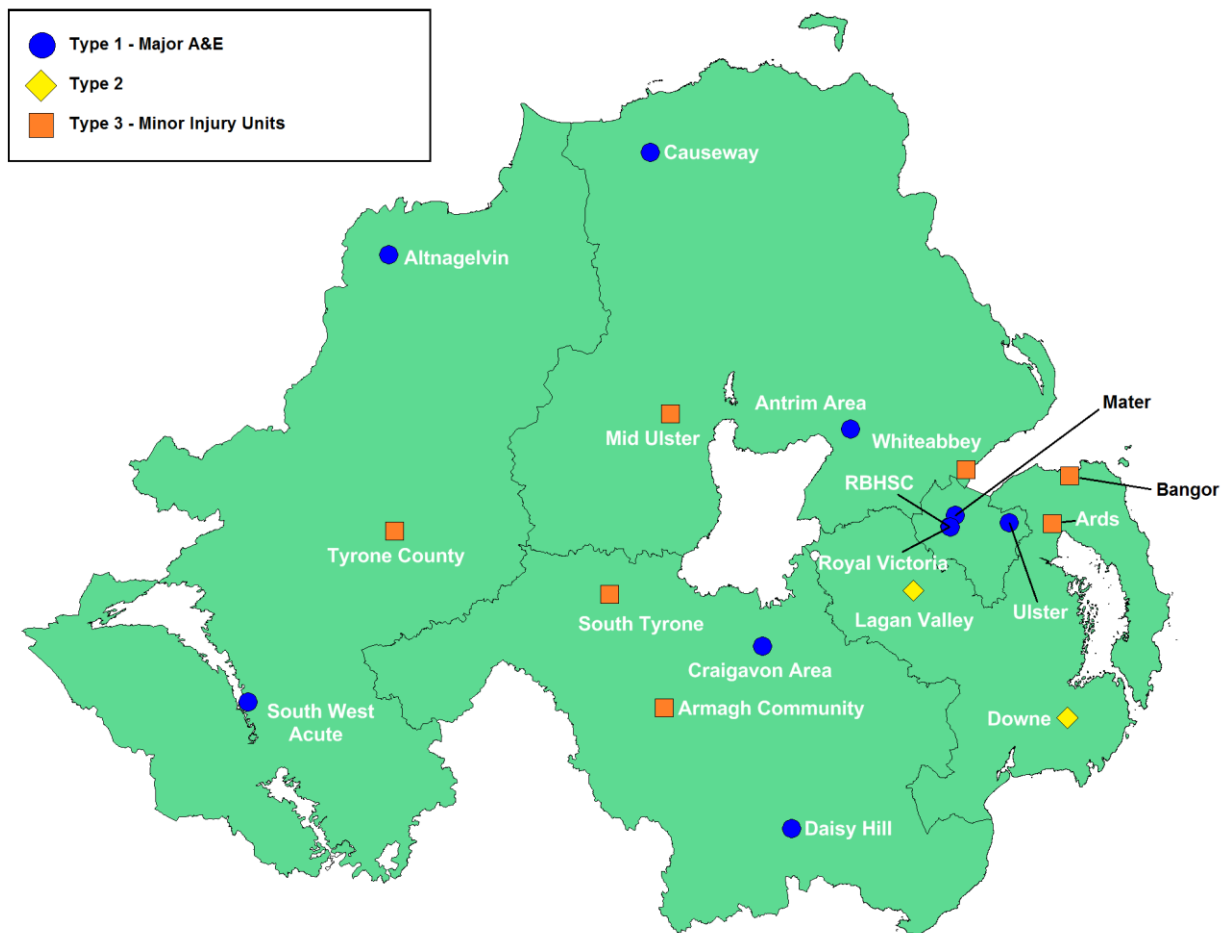 Type 1 - Major A&E
Type 2
Type 3 - Minor Injury Units
Causeway
Altnagelvin
Antrim Area
Mater
Mid Ulster
Whiteabbey
RBHSC
Bangor
Ards
Tyrone County
Royal Victoria
Ulster
Lagan Valley
South Tyrone
Craigavon Area
South West
Acute
Armagh Community
Downe
Daisy Hill